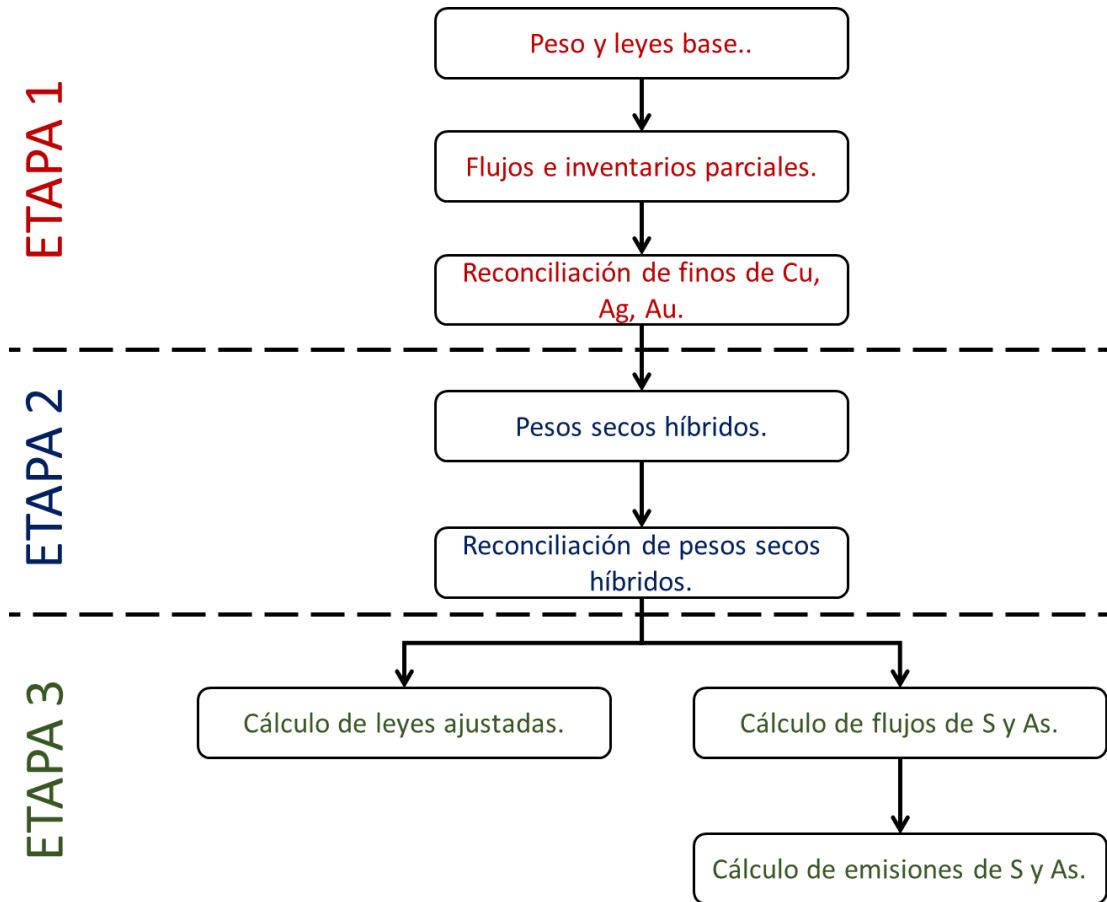 ETAPA 1
Peso y leyes base..
Flujos e inventarios parciales.
Reconciliación de finos de Cu,
Ag, Au.
ETAPA 2
Pesos secos híbridos.
Reconciliación de pesos secos
híbridos.
ETAPA 3
Cálculo de leyes ajustadas.
Cálculo de flujos de S y As.
Cálculo de emisiones de S y As.